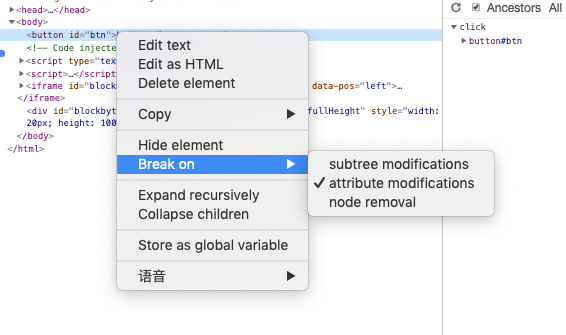 <head>…</head>
<body>
<button id="btn">
<!-- Code injecte
<script type="text
<script>…</s
<iframe id="block
data-pos="left">…
</iframe>
<div id="blockbyt
fullHeight" style="width:
20px; height: 100
</body>
</html>
Edit text
Edit as HTML
Delete element
Copy
Hide element
Break on
Expand recursively
Collapse children
Store as global variable
语音
subtree modifications
attribute modifications
node removal
Ancestors All
click
button#btn